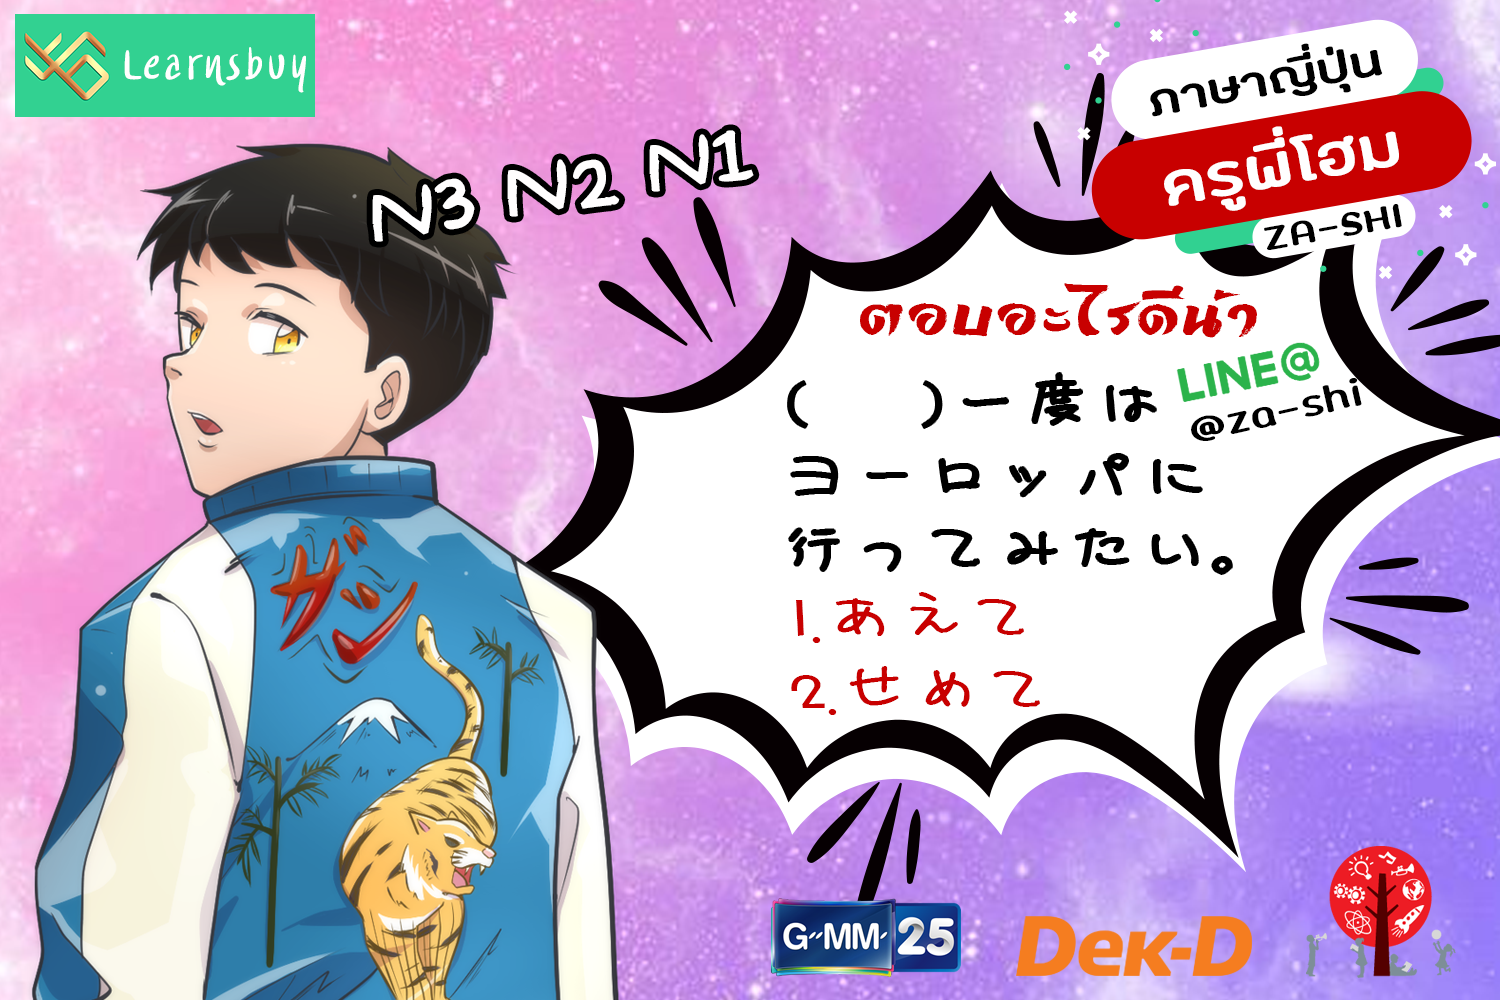 Learnsbuy
N3 N2 N1
ภาษาญี่ปุ่น
ครูพี่โฮม
ZA-SHI
ตอบอะไรดีน้า
(　　)一度は
ヨーロッパに
行ってみたい。
1.あえて
2.せめて
LINE@
@za-shi
ザシ
G-MM- 25
Dek-D